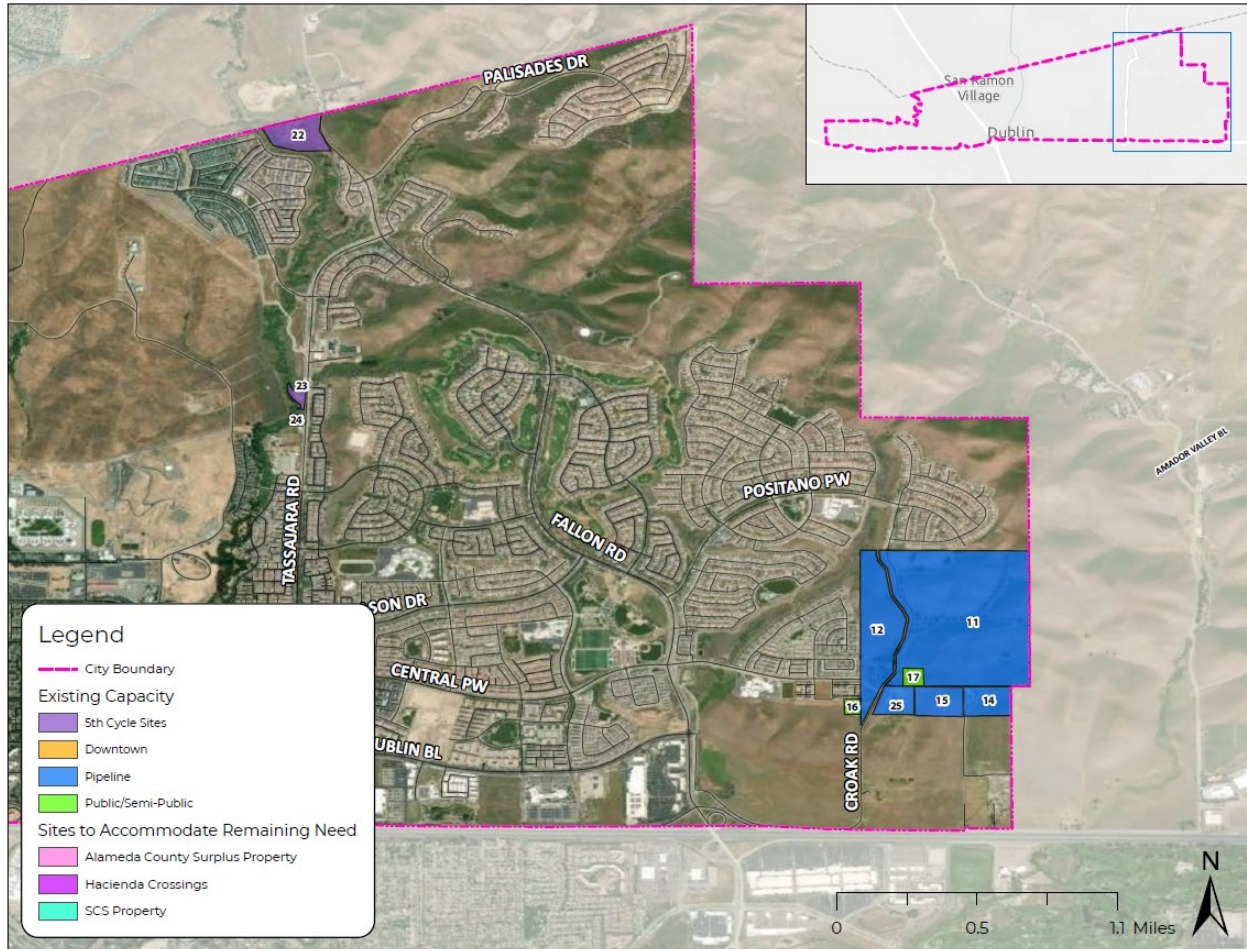 PALISADES DR
San Ramon
Village
Dublin
22
23
24
AMADOR VALLEY BL
POSITANO PW
TASSAJARA RD
FALLON RD
SON DR
12
11
17
CENTRAL PW
16
25
15
14
UBLIN BL
CROAK RD
Legend
City Boundary
Existing Capacity
5th Cycle Sites
Downtown
Pipeline
Public/Semi-Public
Sites to Accommodate Remaining Need
Alameda County Surplus Property
Hacienda Crossings
SCS Property
N
0 0.5 1.1 Miles